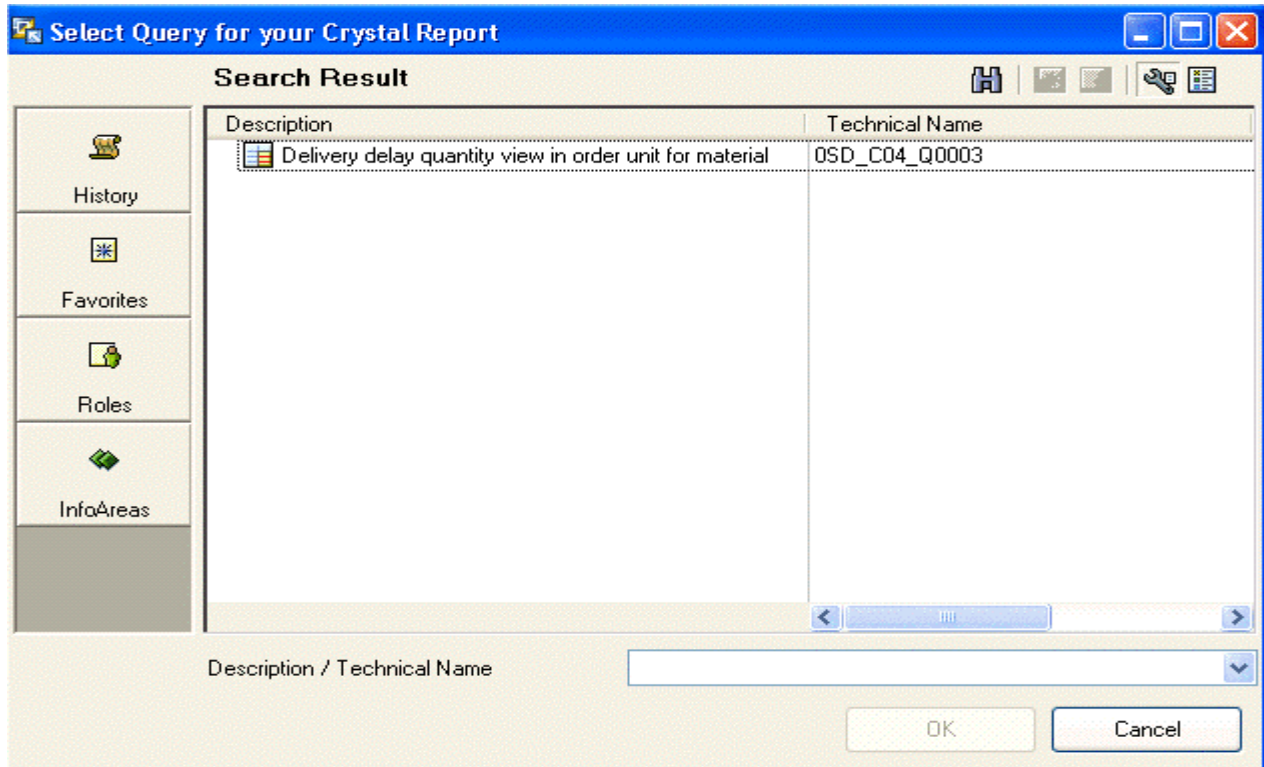 Select Query for your Crystal Report
Search Result
Description Technical Name
Delivery delay quantity view in order unit for material 0SD_C04_Q0003
History
Favorites
Roles
InfoAreas
Description / Technical Name
OK Cancel